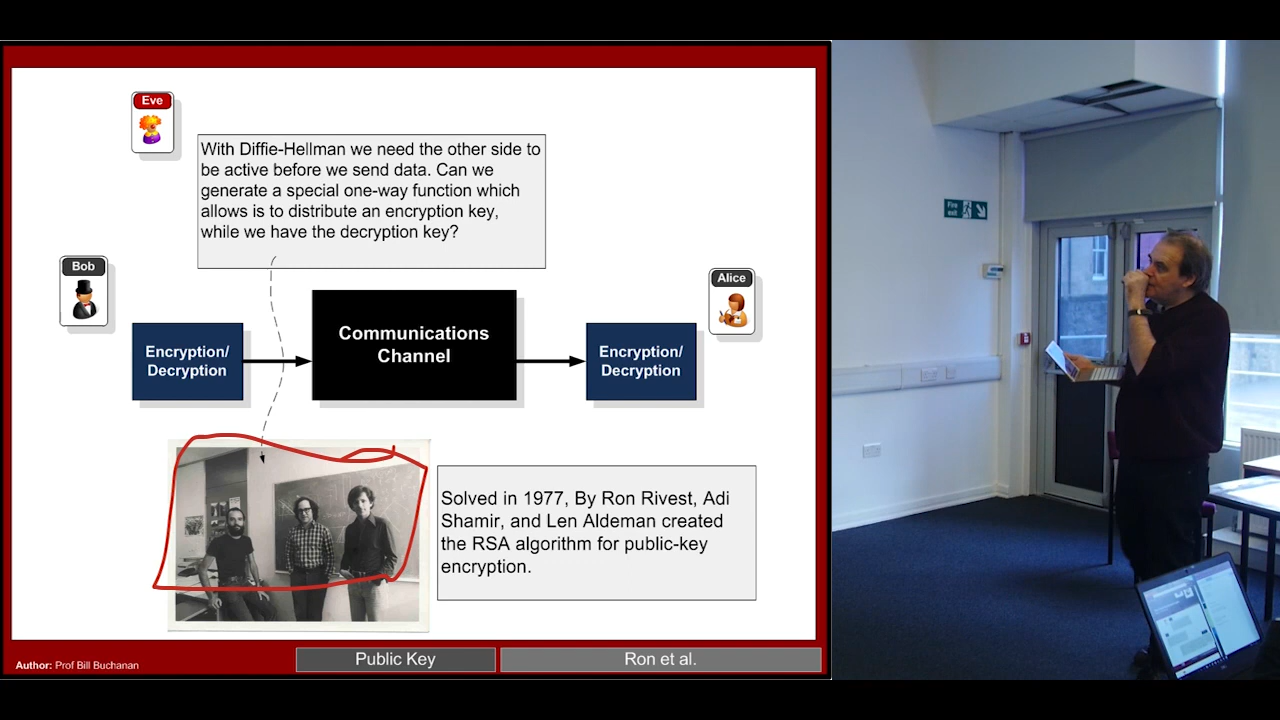 Eve
With Diffie-Hellman we need the other side to
be active before we send data. Can we
generate a special one-way function which
allows is to distribute an encryption key,
while we have the decryption key?
Bob
Alice
Communications
Channel
Encryption/
Decryption
Encryption/
Decryption
Solved in 1977, By Ron Rivest, Adi
Shamir, and Len Aldeman created
the RSA algorithm for public-key
encryption.
Author: Prof Bill Buchanan
Public Key
Ron et al.
Fire
exit